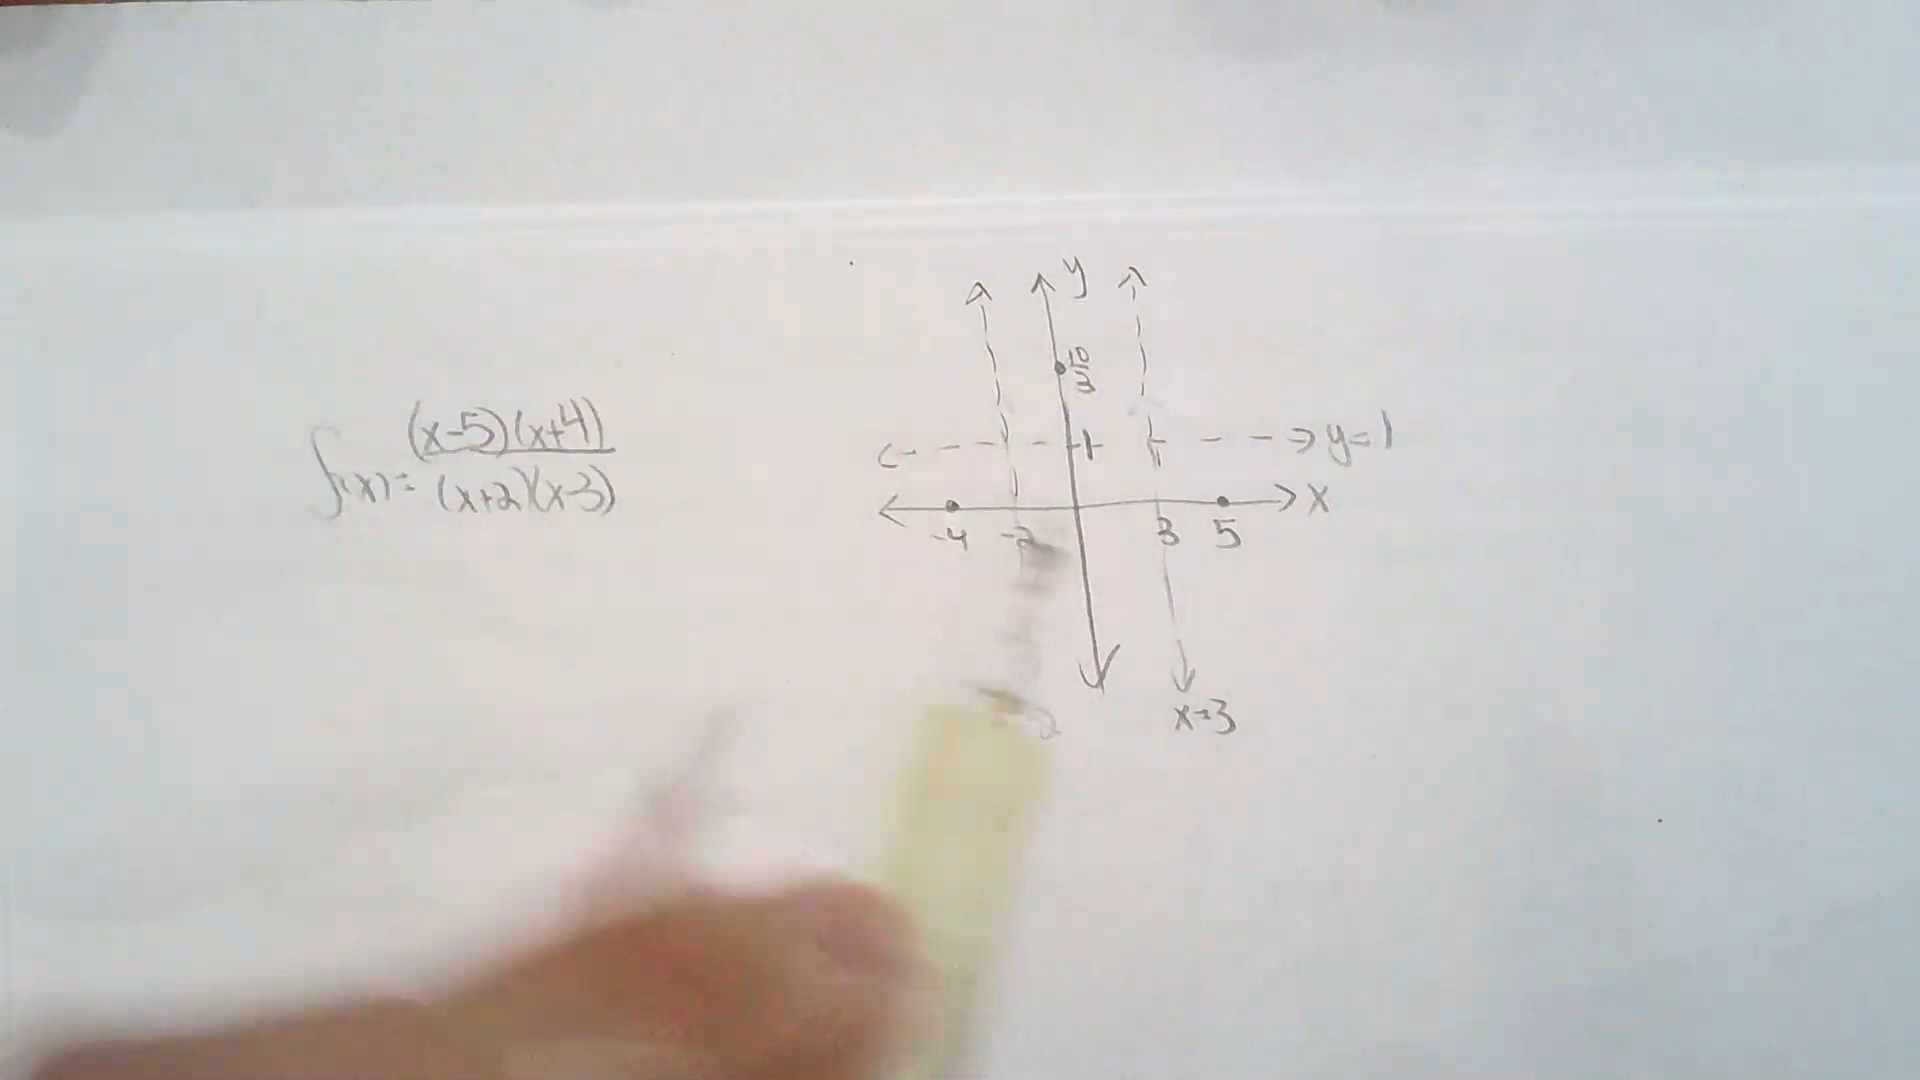 f(x) = (x-5)(x+4)
(x+2)(x-3)
y
10
3
1
y=1
x
-4
-2
3
5
x=3